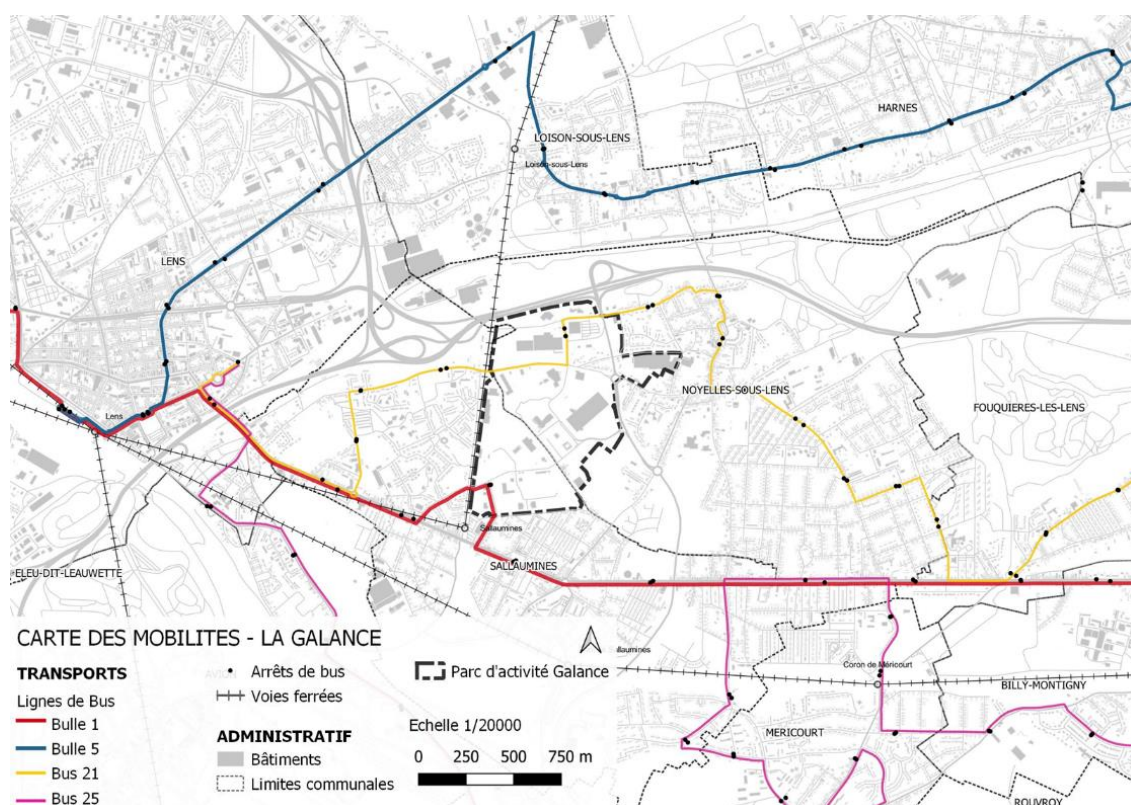 HARNES
LOISON-SOUS-LENS
Loison-sous-Lens
LENS
NOYELLES-SOUS-LENS
FOUQUIERES-LES-LENS
Lens
Sallaumines
SALLAUMINES
ELEU-DIT-LEAUWETTE
CARTE DES MOBILITES - LA GALANCE
TRANSPORTS
Lignes de Bus
Bulle 1
Bulle 5
Bus 21
Bus 25
AVION
Arrêts de bus
Voies ferrées
ADMINISTRATIF
Bâtiments
Limites communales
Parc d'activité Galance
Echelle 1/20000
0 250 500 750 m
Coron de Méricourt
BILLY-MONTIGNY
MERICOURT
ROUVROY